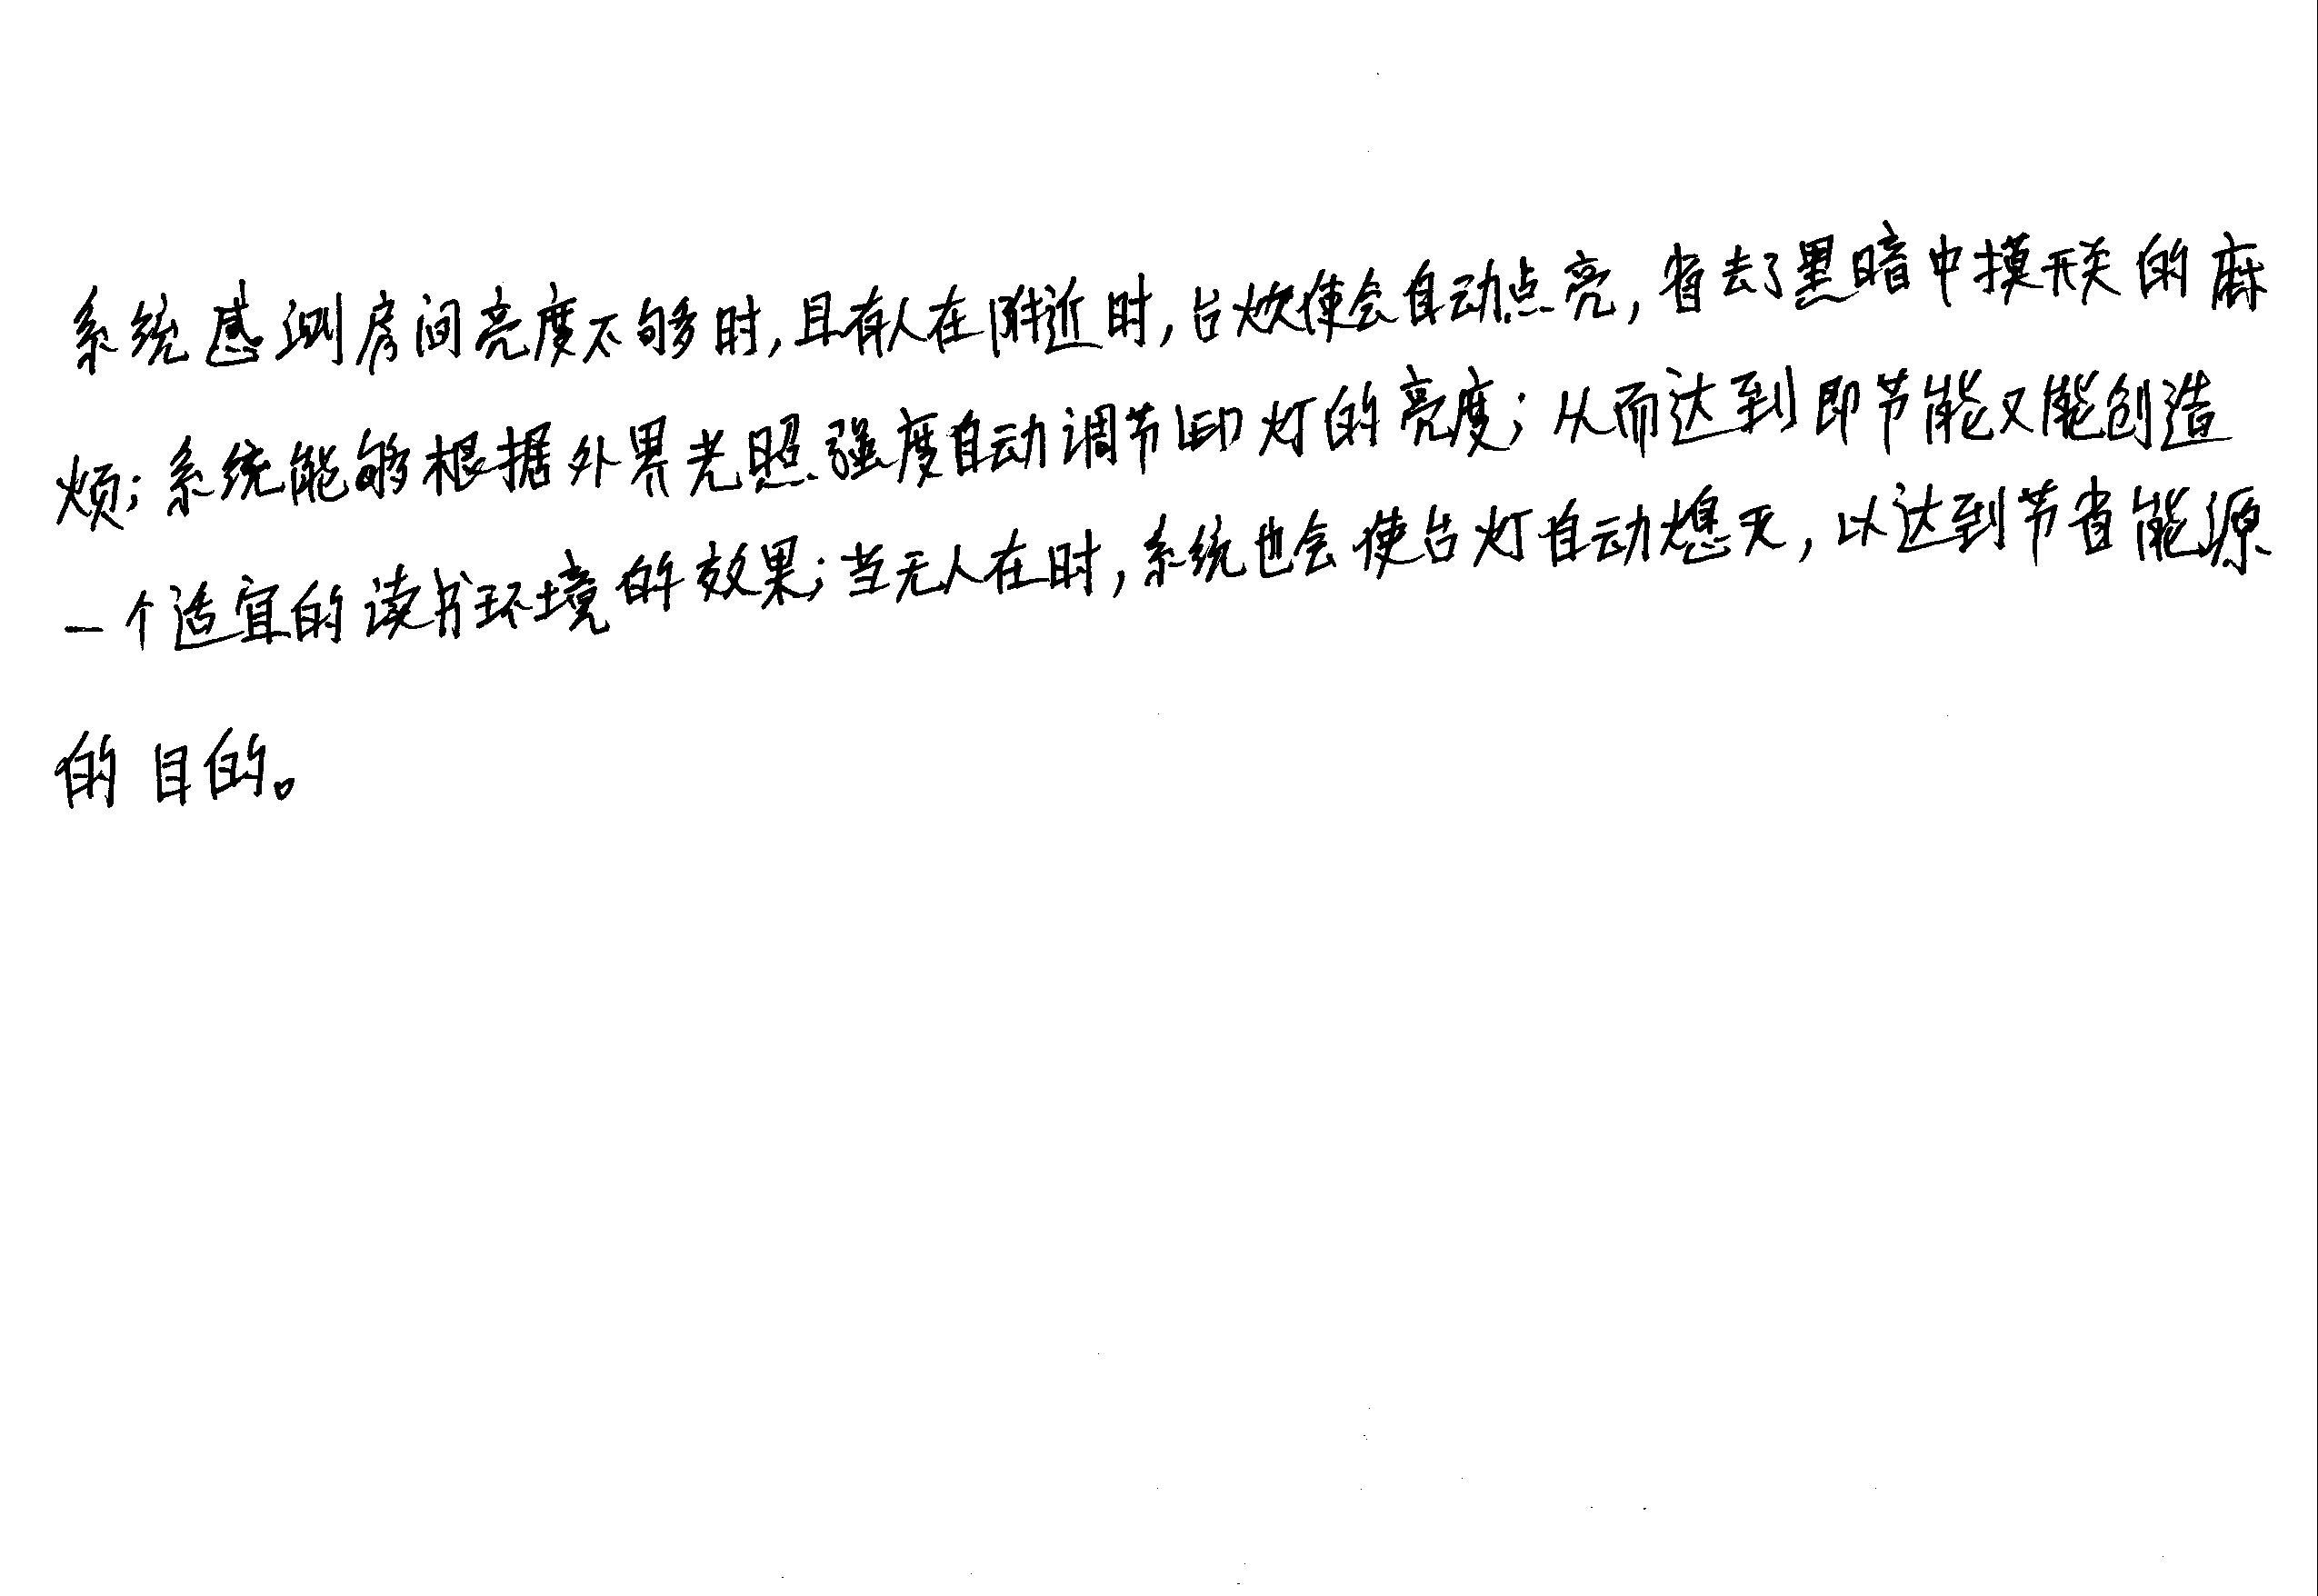 系统感测房间亮度不够时,且有人在附近时,台灯使会自动点亮,省去了黑暗中摸开关的麻
烦;系统能够根据外界光照强度自动调节LED灯的亮度;从而达到即节能又能创造
一个适宜的读书环境的效果;当无人在时,系统也会使台灯自动熄灭,以达到节省能源
的目的。